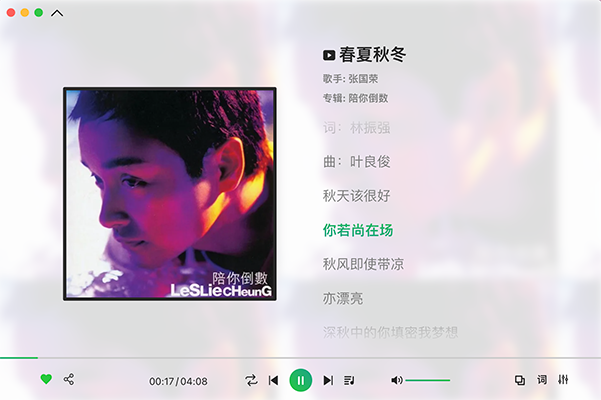 春夏秋冬
歌手: 张国荣
专辑: 陪你倒数
词：林振强
曲：叶良俊
秋天该很好
你若尚在场
秋风即使带凉
亦漂亮
深秋中的你填密我梦想
陪你倒數
LeSLieCHeunG
00:17/04:08
词